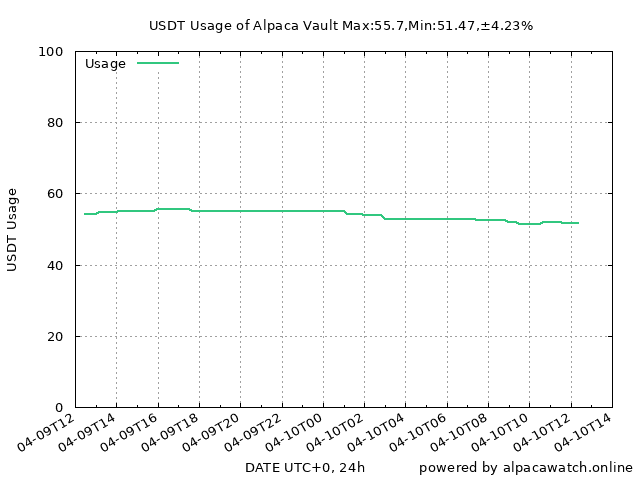 USDT Usage of Alpaca Vault Max:55.7,Min:51.47,±4.23%
100
Usage
80
60
40
20
0
USDT Usage
04-09T12
04-09T14
04-09T16
04-09T18
04-09T20
04-09T22
04-10T00
04-10T02
04-10T04
04-10T06
04-10T08
04-10T10
04-10T12
04-10T14
DATE UTC+0, 24h
powered by alpacawatch.online